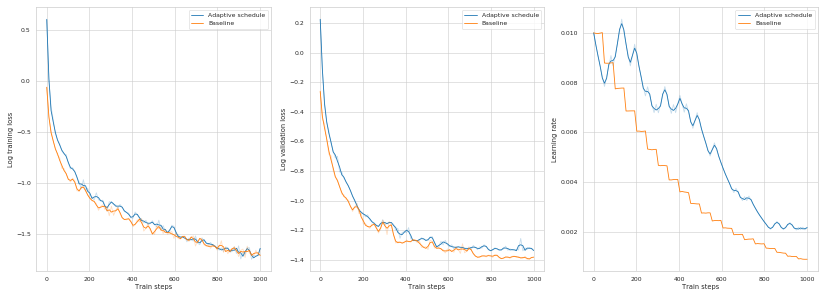 Log training loss
0.5
0.0
−0.5
−1.0
−1.5
0 200 400 600 800 1000
Train steps
Adaptive schedule
Baseline
Log validation loss
0.2
0.0
−0.2
−0.4
−0.6
−0.8
−1.0
−1.2
−1.4
0 200 400 600 800 1000
Train steps
Adaptive schedule
Baseline
Learning rate
0.010
0.008
0.006
0.004
0.002
0 200 400 600 800 1000
Train steps
Adaptive schedule
Baseline